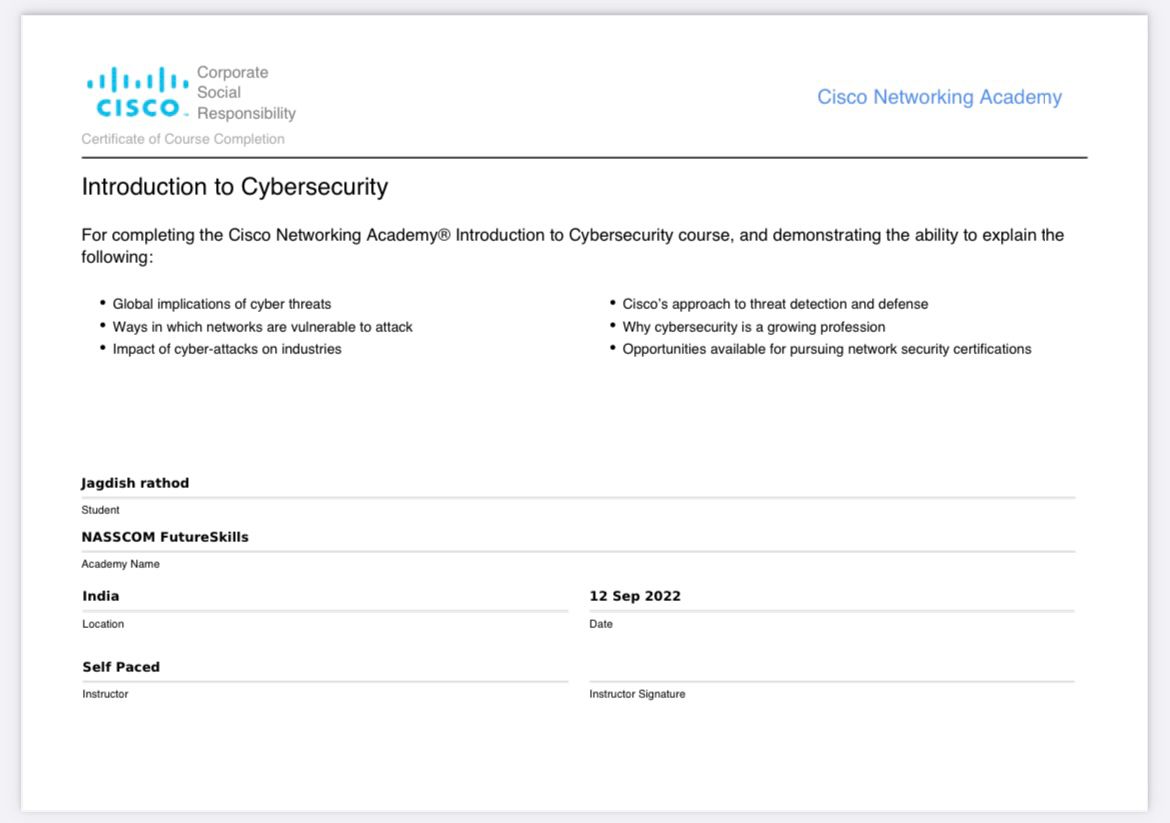 Corporate
Social
Responsibility
CISCO™
Cisco Networking Academy
Certificate of Course Completion
Introduction to Cybersecurity
For completing the Cisco Networking Academy® Introduction to Cybersecurity course, and demonstrating the ability to explain the
following:
• Global implications of cyber threats
• Ways in which networks are vulnerable to attack
• Impact of cyber-attacks on industries
• Cisco's approach to threat detection and defense
• Why cybersecurity is a growing profession
• Opportunities available for pursuing network security certifications
Jagdish rathod
Student
NASSCOM FutureSkills
Academy Name
India
Location
12 Sep 2022
Date
Self Paced
Instructor
Instructor Signature